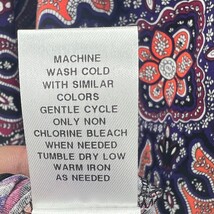 MACHINE
WASH COLD
WITH SIMILAR
COLORS
GENTLE CYCLE
ONLY NON
CHLORINE BLEACH
WHEN NEEDED
TUMBLE DRY LOW
WARM IRON
AS NEEDED